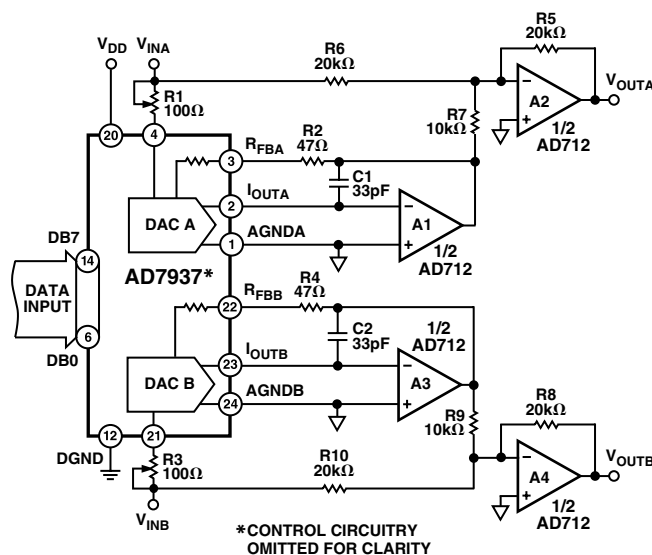 V_DD
V_INA
R1
100Ω
20
4
R6
20kΩ
R5
20kΩ
V_OUTA
A2
1/2
AD712
R7
10kΩ
3
R_FBA
R2
47Ω
C1
33pF
2
I_OUTA
1
AGNDA
DAC A
A1
1/2
AD712
AD7937*
DB7
14
DATA
INPUT
6
DB0
22
R_FBB
R4
47Ω
C2
33pF
1/2
AD712
23
I_OUTB
24
AGNDB
DAC B
A3
R9
10kΩ
R8
20kΩ
V_OUTB
A4
1/2
AD712
12
DGND
21
R3
100Ω
R10
20kΩ
V_INB
*CONTROL CIRCUITRY
OMITTED FOR CLARITY